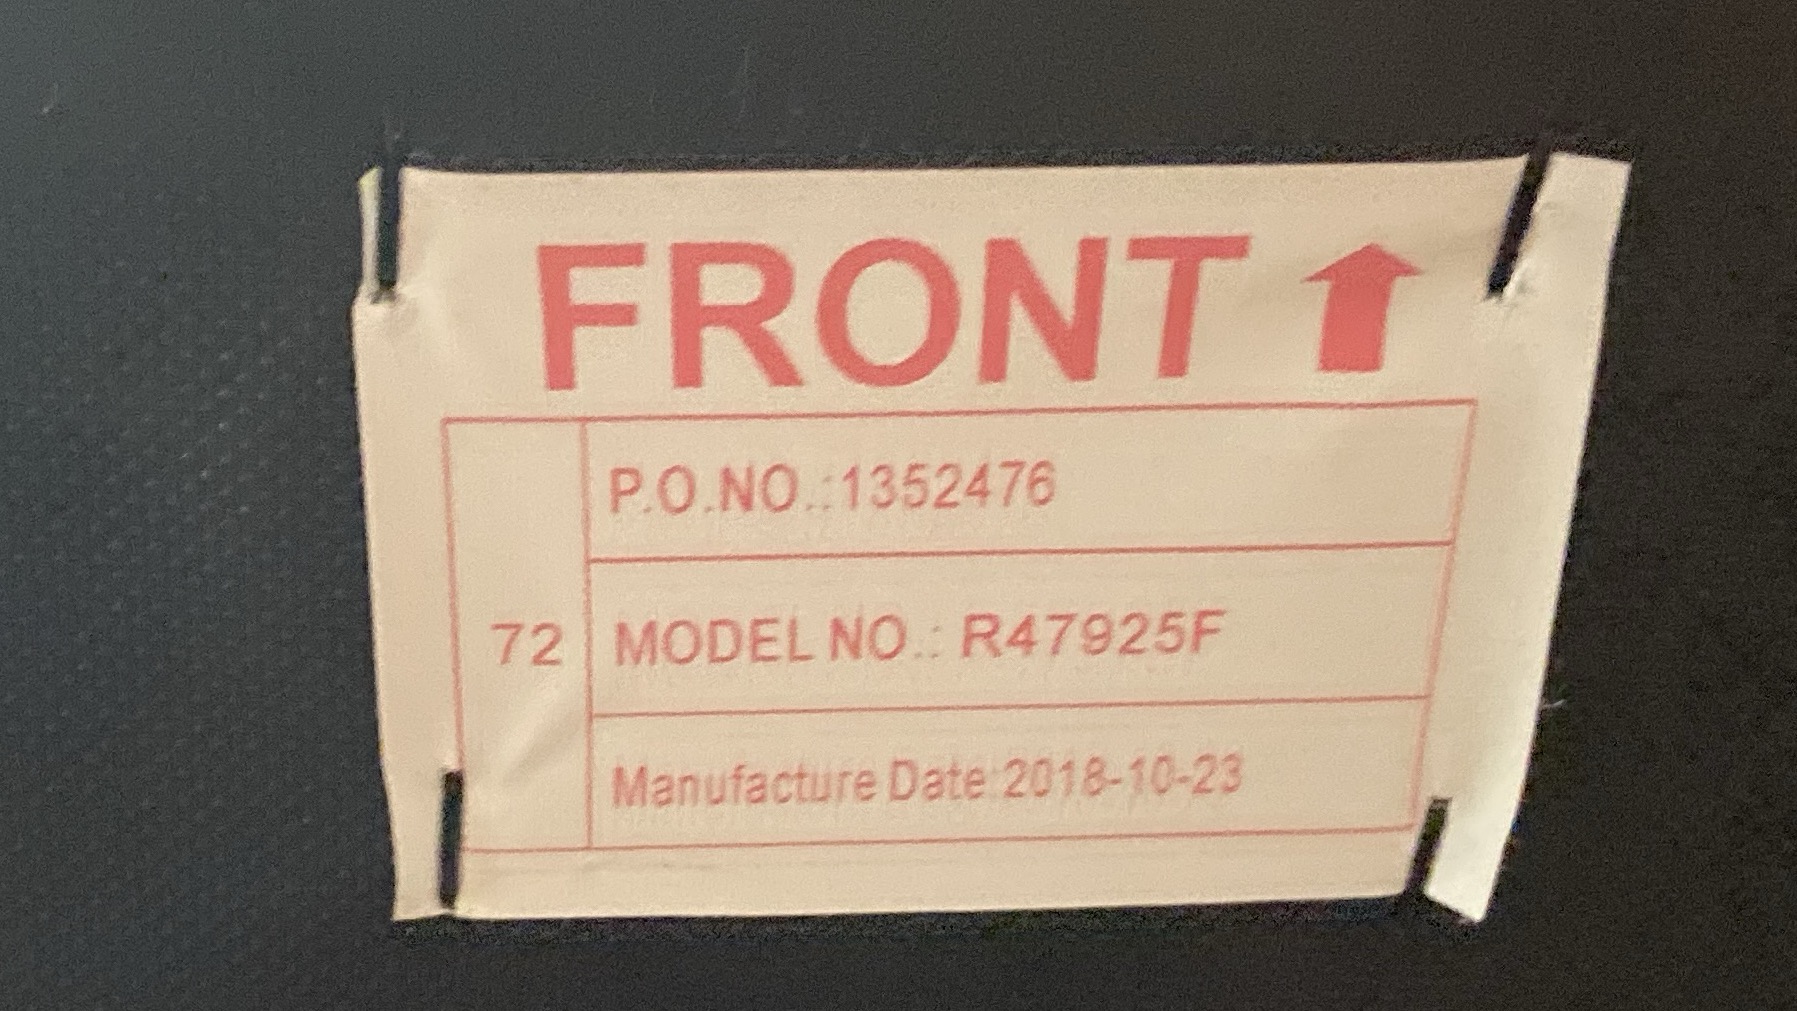 FRONT
P.O.NO.:1352476
72
MODEL NO.: R47925F
Manufacture Date:2018-10-23